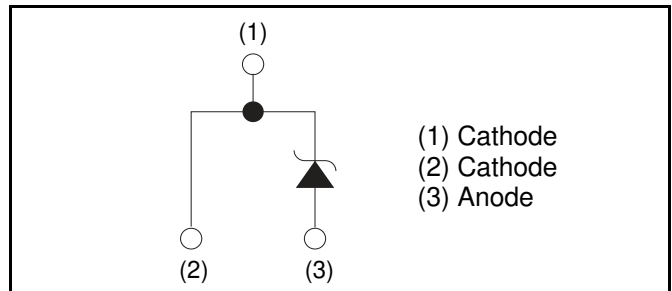 (1)
(1) Cathode
(2) Cathode
(3) Anode
(2) (3)